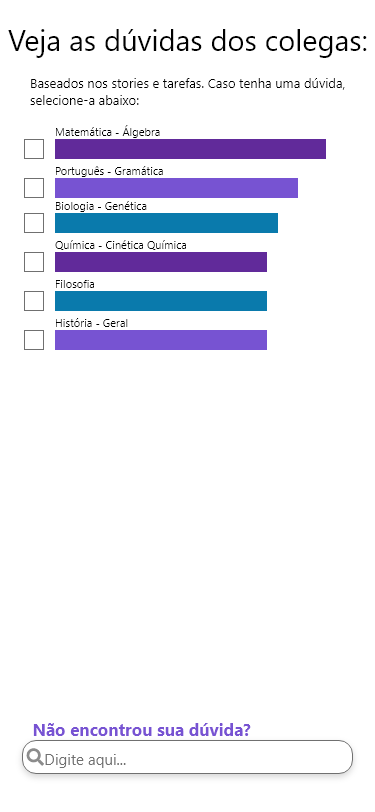 Veja as dúvidas dos colegas:
Baseados nos stories e tarefas. Caso tenha uma dúvida,
selecione-a abaixo:
Matemática - Álgebra
Português - Gramática
Biologia - Genética
Química - Cinética Química
Filosofia
História - Geral
Não encontrou sua dúvida?
Digite aqui...